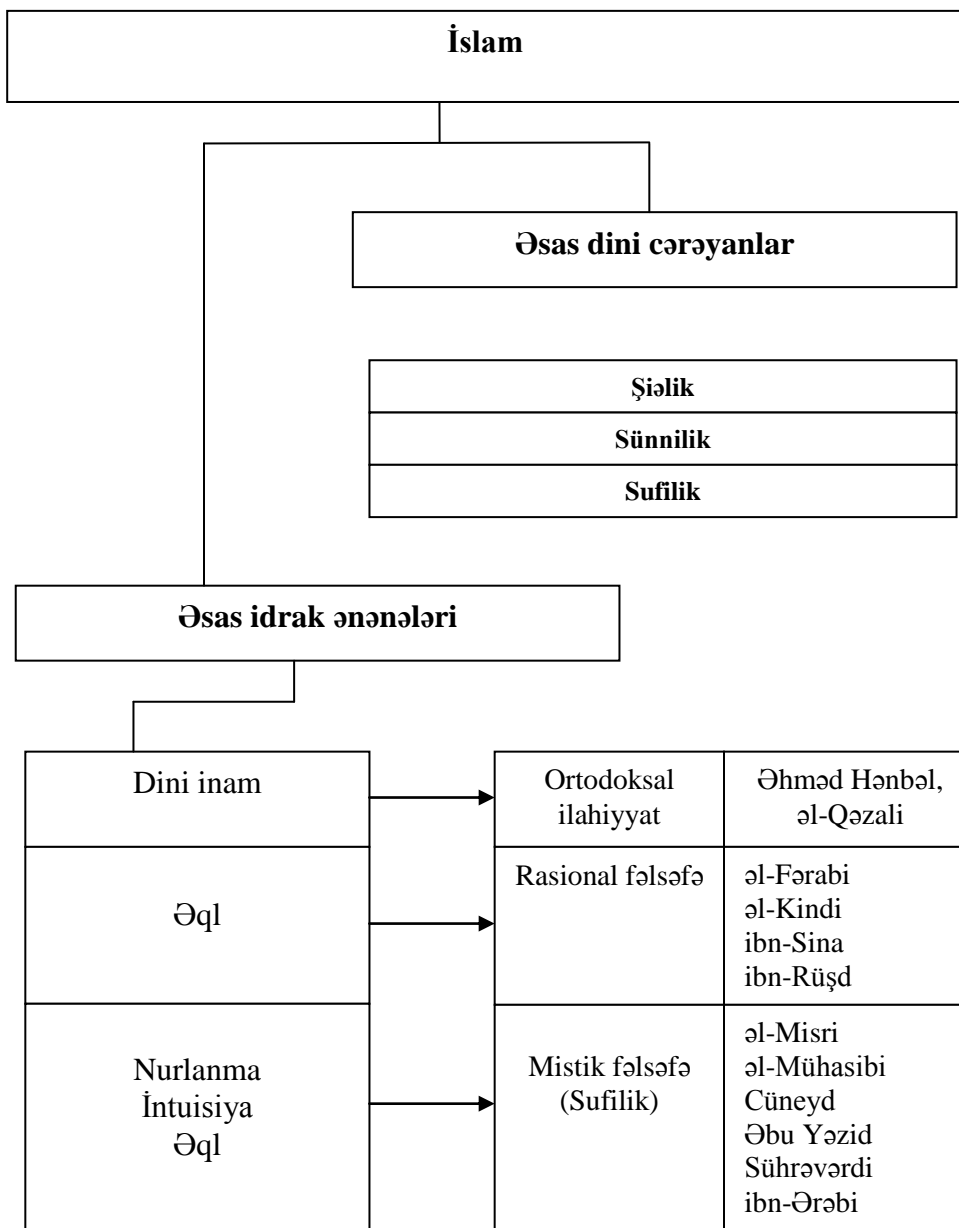 İslam
Əsas dini cərəyanlar
Şiəlik
Sünnilik
Sufilik
Əsas idrak ənənələri
Dini inam
Ortodoksal
ilahiyyat
Əhməd Hənbəl,
əl-Qəzali
Əql
Rasional fəlsəfə
əl-Fərabi
əl-Kindi
ibn-Sina
ibn-Rüşd
Nurlanma
İntuisiya
Əql
Mistik fəlsəfə
(Sufilik)
əl-Misri
əl-Mühasibi
Cüneyd
Əbu Yəzid
Sührəvərdi
ibn-Ərəbi